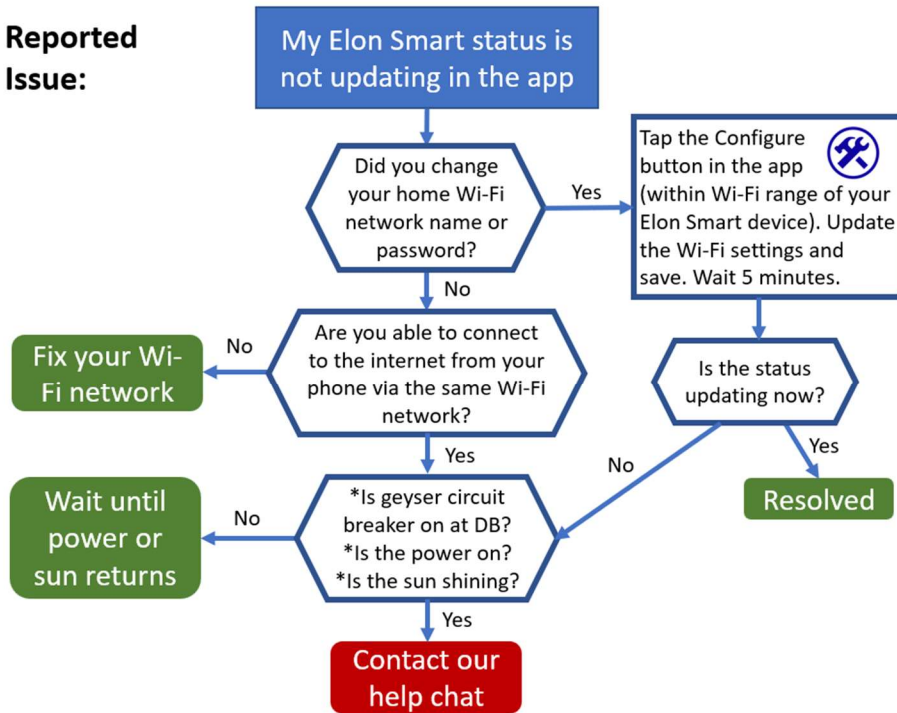 Reported
Issue:
My Elon Smart status is
not updating in the app
Did you change
your home Wi-Fi
network name or
password?
Yes
Tap the Configure
button in the app
(within Wi-Fi range of your
Elon Smart device). Update
the Wi-Fi settings and
save. Wait 5 minutes.
No
Are you able to connect
to the internet from your
phone via the same Wi-Fi
network?
No
Fix your Wi-
Fi network
Is the status
updating now?
Yes
No
Yes
Resolved
*Is geyser circuit
breaker on at DB?
*Is the power on?
*Is the sun shining?
No
Wait until
power or
sun returns
Yes
Contact our
help chat